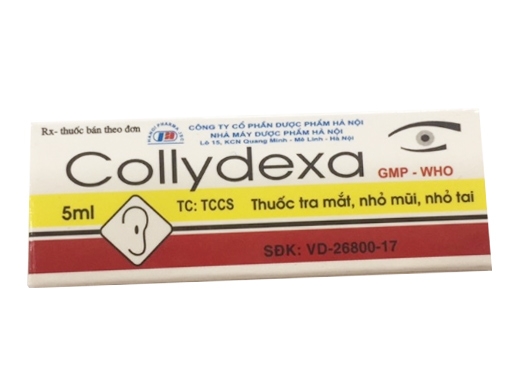 Rx- thuốc bán theo đơn
CÔNG TY CỔ PHẦN DƯỢC PHẨM HÀ NỘI
NHÀ MÁY DƯỢC PHẨM HÀ NỘI
Lô 15, KCN Quang Minh - Mê Linh - Hà Nội
Collydexa
GMP - WHO
5ml
TC: TCCS
Thuốc tra mắt, nhỏ mũi, nhỏ tai
SĐK: VD-26800-17